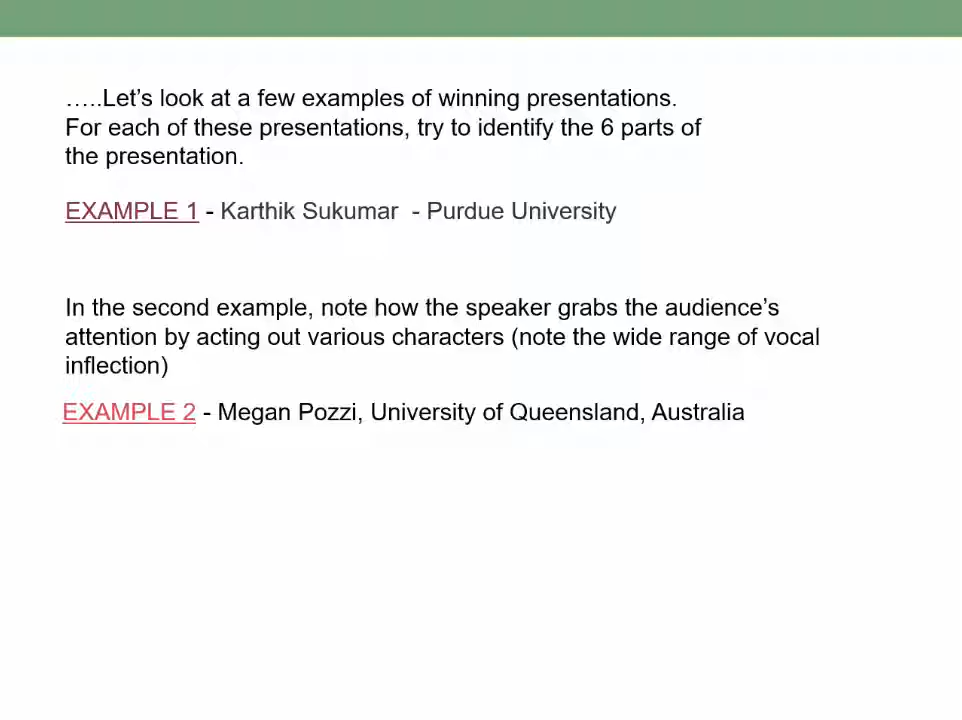 …..Let’s look at a few examples of winning presentations.
For each of these presentations, try to identify the 6 parts of
the presentation.
EXAMPLE 1 - Karthik Sukumar  - Purdue University
In the second example, note how the speaker grabs the audience’s
attention by acting out various characters (note the wide range of vocal
inflection)
EXAMPLE 2 - Megan Pozzi, University of Queensland, Australia